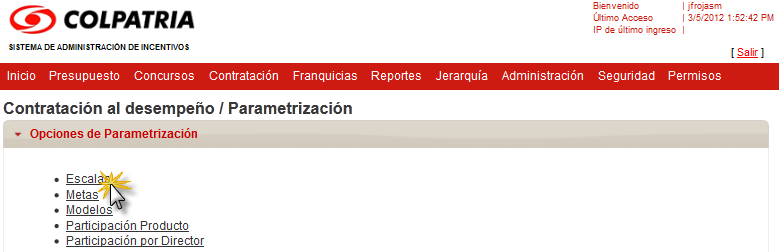 COLPATRIA
SISTEMA DE ADMINISTRACIÓN DE INCENTIVOS
Bienvenido | jfrojasm
Último Acceso | 3/5/2012 1:52:42 PM
IP de último ingreso |
[ Salir ]
Inicio Presupuesto Concursos Contratación Franquicias Reportes Jerarquía Administración Seguridad Permisos
Contratación al desempeño / Parametrización
Opciones de Parametrización
• Escalas
• Metas
• Modelos
• Participación Producto
• Participación por Director